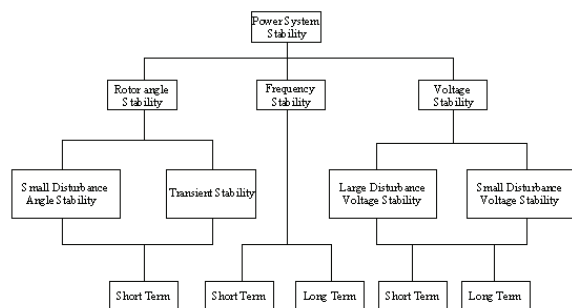 Power System
Stability
Rotor angle
Stability
Frequency
Stability
Voltage
Stability
Small Disturbance
Angle Stability
Transient Stability
Large Disturbance
Voltage Stability
Small Disturbance
Voltage Stability
Short Term
Short Term
Long Term
Short Term
Long Term